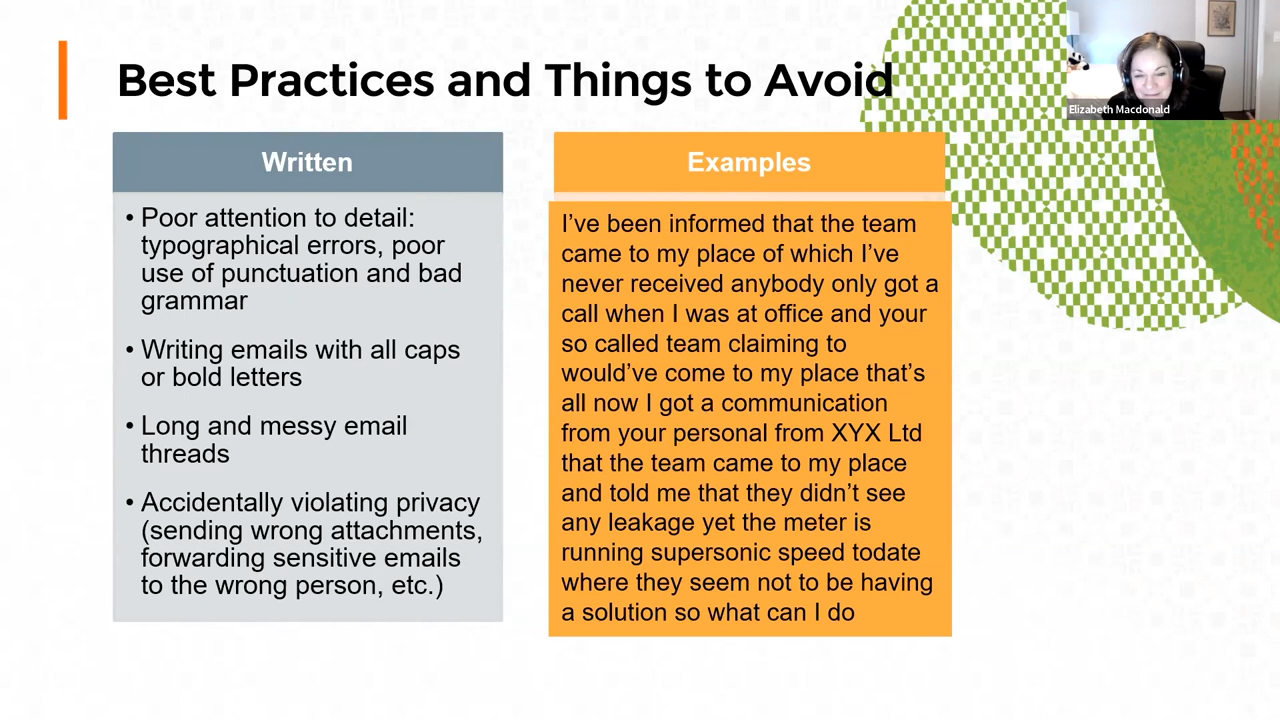 Best Practices and Things to Avoid
Elizabeth Macdonald
Written
• Poor attention to detail:
typographical errors, poor
use of punctuation and bad
grammar
• Writing emails with all caps
or bold letters
• Long and messy email
threads
• Accidentally violating privacy
(sending wrong attachments,
forwarding sensitive emails
to the wrong person, etc.)
Examples
I’ve been informed that the team
came to my place of which I’ve
never received anybody only got a
call when I was at office and your
so called team claiming to
would’ve come to my place that’s
all now I got a communication
from your personal from XYX Ltd
that the team came to my place
and told me that they didn’t see
any leakage yet the meter is
running supersonic speed todate
where they seem not to be having
a solution so what can I do